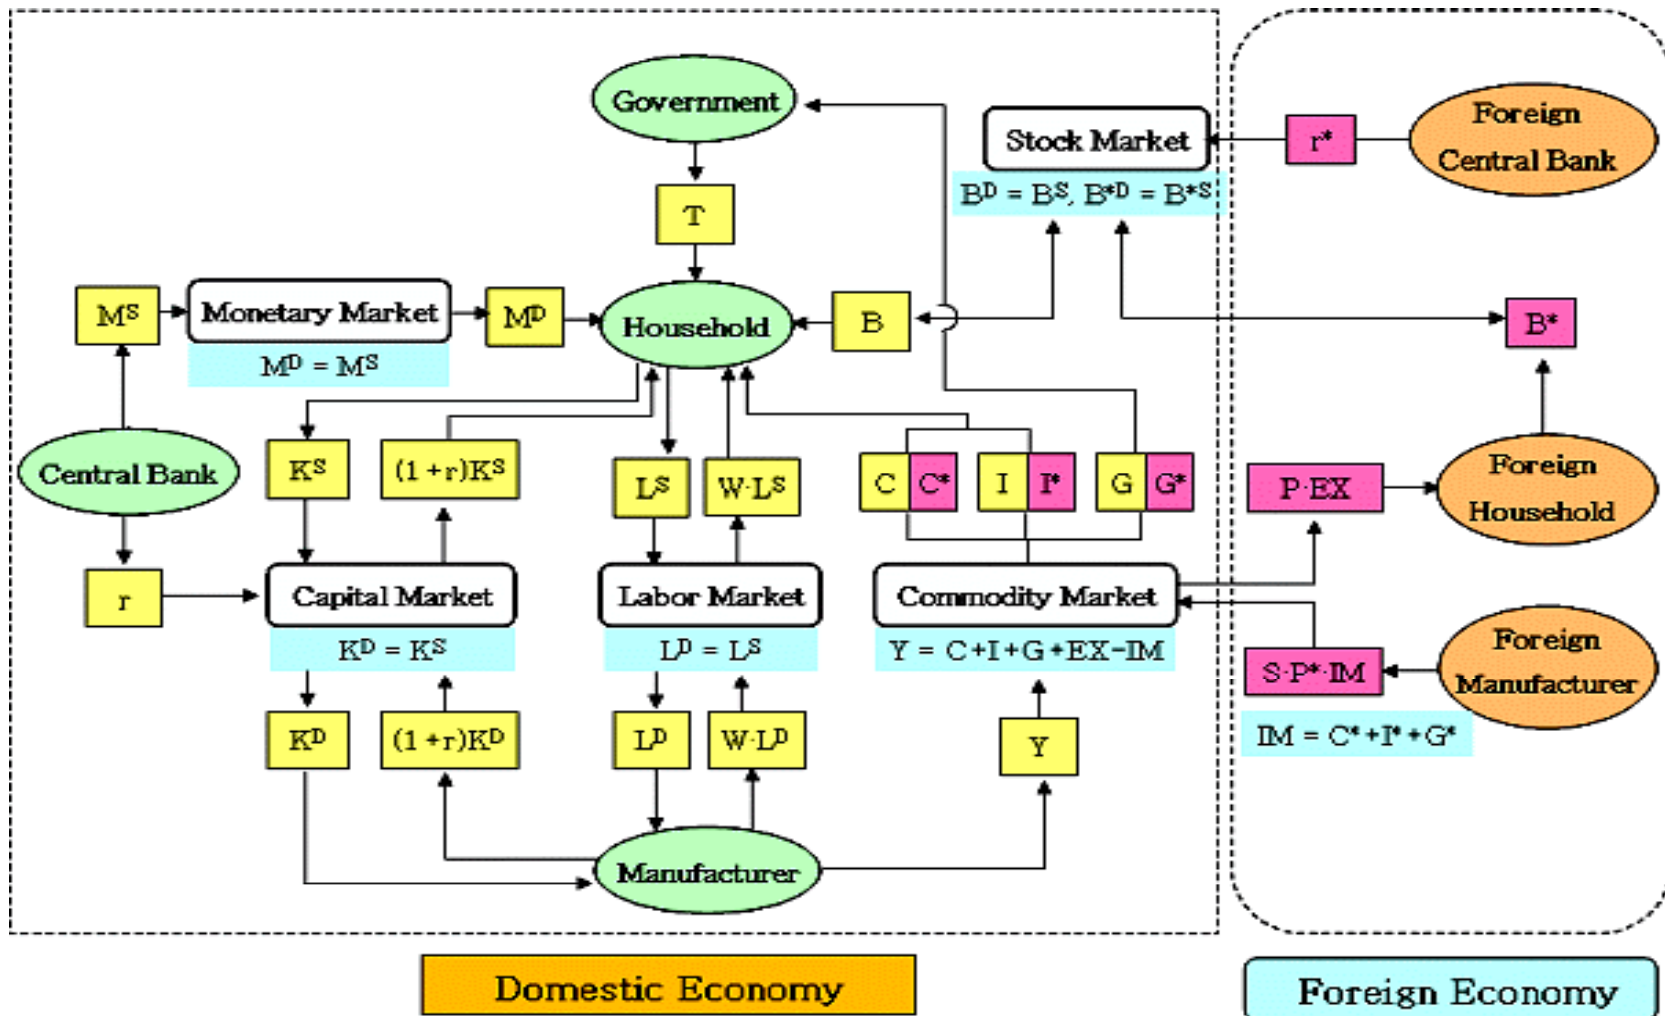 Government
Stock Market
r*
Foreign
Central Bank
B^D = B^S, B*^D = B*^S
T
M^S
Monetary Market
M^D
Household
B
B*
M^D = M^S
Central Bank
K^S
(1+r)K^S
L^S
W·L^S
C
C*
I
I*
G
G*
P·EX
Foreign
Household
r
Capital Market
Labor Market
Commodity Market
K^D = K^S
L^D = L^S
Y = C+I+G+EX-IM
S·P*·IM
Foreign
Manufacturer
IM = C*+I*+G*
K^D
(1+r)K^D
L^D
W·L^D
Y
Manufacturer
Domestic Economy
Foreign Economy